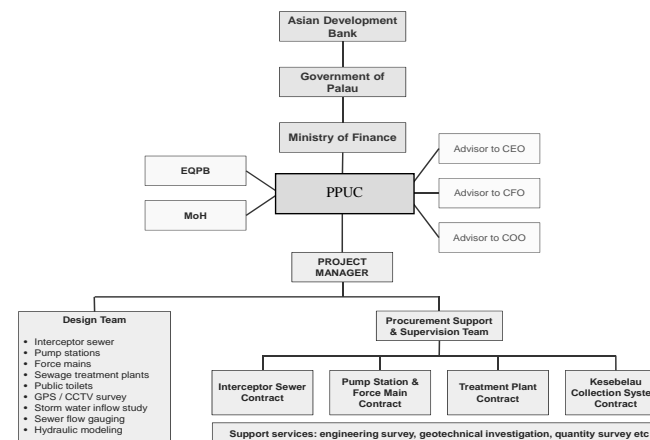 Asian Development
Bank
Government of
Palau
Ministry of Finance
EQPB
MoH
PPUC
Advisor to CEO
Advisor to CFO
Advisor to COO
PROJECT
MANAGER
Design Team
• Interceptor sewer
• Pump stations
• Force mains
• Sewage treatment plants
• Public toilets
• GPS / CCTV survey
• Storm water inflow study
• Sewer flow gauging
• Hydraulic modeling
Procurement Support
& Supervision Team
Interceptor Sewer
Contract
Pump Station &
Force Main
Contract
Treatment Plant
Contract
Kesebelau
Collection Syste
Contract
Support services: engineering survey, geotechnical investigation, quantity survey etc